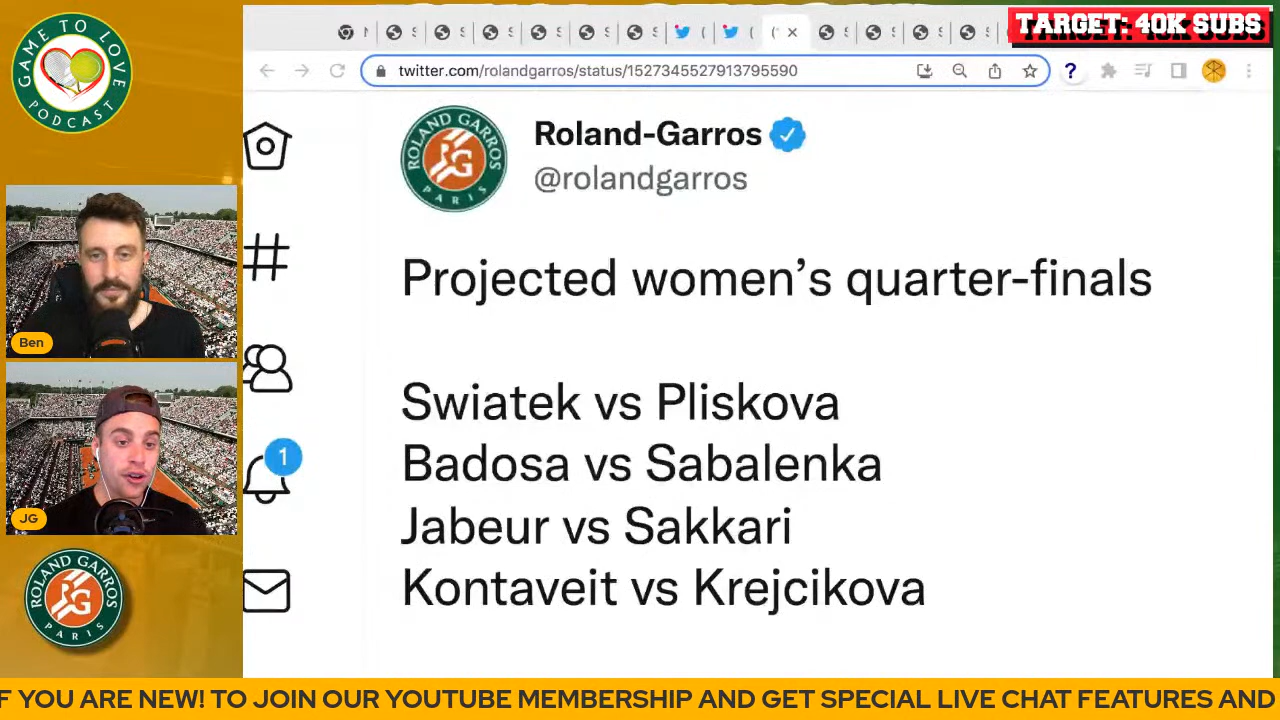 GAME TO LOVE
PODCAST
TARGET: 40K SUBS
twitter.com/rolandgarros/status/1527345527913795590
?
ROLAND GARROS
RG
PARIS
Roland-Garros
@rolandgarros
Projected women’s quarter-finals
1
Swiatek vs Pliskova
Badosa vs Sabalenka
Jabeur vs Sakkari
Kontaveit vs Krejcikova
Ben
JG
ROLAND GARROS
RG
PARIS
F YOU ARE NEW! TO JOIN OUR YOUTUBE MEMBERSHIP AND GET SPECIAL LIVE CHAT FEATURES AND